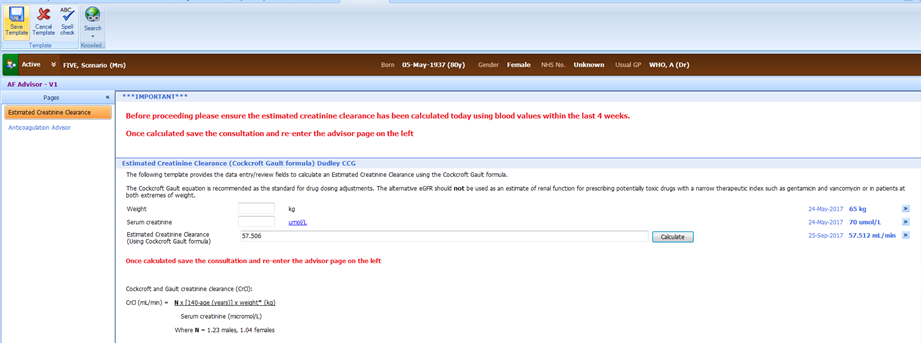 ABC
Save Template
Cancel Template
Spell check
Search
Template
Knowled...
Active FIVE, Scenario (Mrs) Born 05-May-1937 (80y) Gender Female NHS No. Unknown Usual GP WHO, A (Dr)
AF Advisor - V1
Pages «
Estimated Creatinine Clearance
Anticoagulation Advisor
***IMPORTANT***
Before proceeding please ensure the estimated creatinine clearance has been calculated today using blood values within the last 4 weeks.
Once calculated save the consultation and re-enter the advisor page on the left
Estimated Creatinine Clearance (Cockcroft Gault formula) Dudley CCG
The following template provides the data entry/review fields to calculate an Estimated Creatinine Clearance using the Cockcroft Gault formula.
The Cockcroft Gault equation is recommended as the standard for drug dosing adjustments. The alternative eGFR should not be used as an estimate of renal function for prescribing potentially toxic drugs with a narrow therapeutic index such as gentamicin and vancomycin or in patients at
both extremes of weight.
Weight kg 24-May-2017 65 kg
Serum creatinine umol/L 24-May-2017 70 umol/L
Estimated Creatinine Clearance 57.506 Calculate 25-Sep-2017 57.512 mL/min
(Using Cockcroft Gault formula)
Once calculated save the consultation and re-enter the advisor page on the left
Cockcroft and Gault creatinine clearance (CrCl):
CrCl (mL/min) = N x [140-age (years)] x weight* (kg)
Serum creatinine (micromol/L)
Where N = 1.23 males, 1.04 females